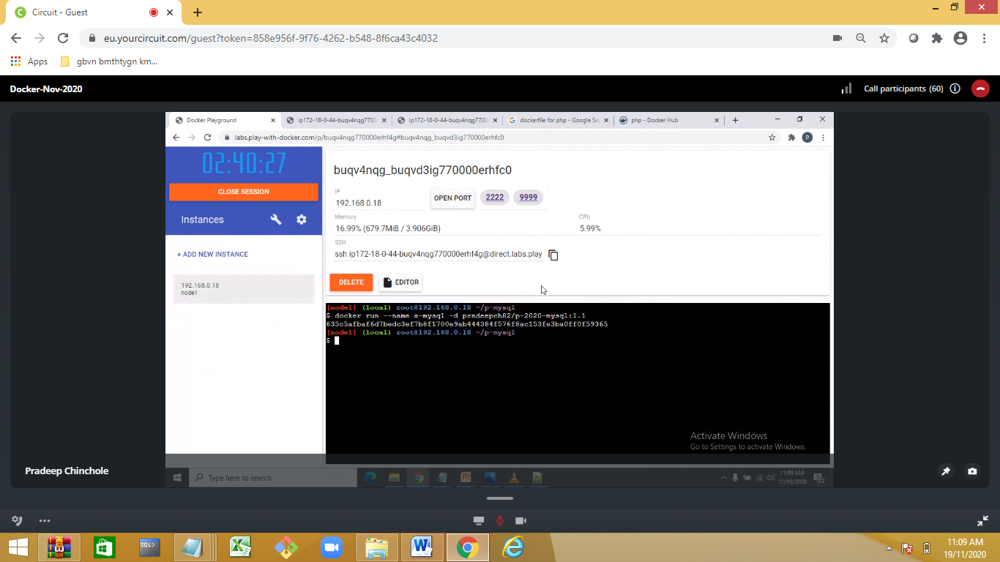 Circuit - Guest
eu.yourcircuit.com/guest?token=858e956f-9f76-4262-b548-8f6ca43c4032
Apps
gbvn bmthtygn km...
Docker-Nov-2020
Call participants (60)
Docker Playground
ip172-18-0-44-buqv4nqg770
ip172-18-0-44-buqv4nqg7700
dockerfile for php - Google Se
php - Docker Hub
labs.play-with-docker.com/p/buqv4nqg770000erhf4g#buqv4nqg_buqvd3ig770000erhfc0
P
02:40:27
CLOSE SESSION
Instances
+ ADD NEW INSTANCE
192.168.0.18
node1
buqv4nqg_buqvd3ig770000erhfc0
IP
192.168.0.18
OPEN PORT
2222
9999
Memory
16.99% (679.7MiB / 3.906GiB)
CPU
5.99%
SSH
ssh ip172-18-0-44-buqv4nqg770000erhf4g@direct.labs.play
DELETE
EDITOR
[node1] (local) root@192.168.0.18 ~/p-mysql
$ docker run --name a-mysql -d pradeepch82/p-2020-mysql:1.1
635c5afbaf6d7bedc3ef7b8f1700e9ab444384f576f8ac153fe3ba0ff0f59365
[node1] (local) root@192.168.0.18 ~/p-mysql
$
Activate Windows
Go to Settings to activate Windows.
Pradeep Chinchole
Type here to search
11:09 AM
11/19/2020
22
SQL>
11:09 AM
19/11/2020